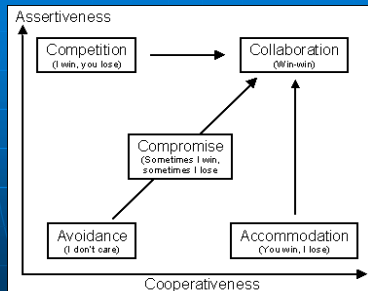 Assertiveness
Competition
(I win, you lose)
Collaboration
(Win-win)
Compromise
(Sometimes I win,
sometimes I lose
Avoidance
(I don't care)
Accommodation
(You win, I lose)
Cooperativeness